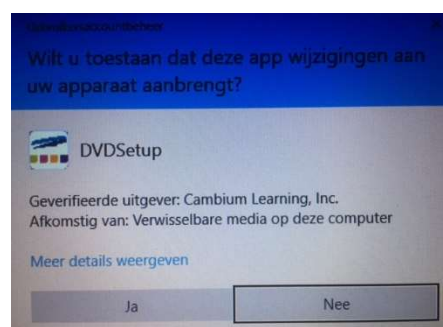 Gebruikersaccountbeheer
Wilt u toestaan dat deze app wijzigingen aan
uw apparaat aanbrengt?
DVDSetup
Geverifieerde uitgever: Cambium Learning, Inc.
Afkomstig van: Verwisselbare media op deze computer
Meer details weergeven
Ja
Nee